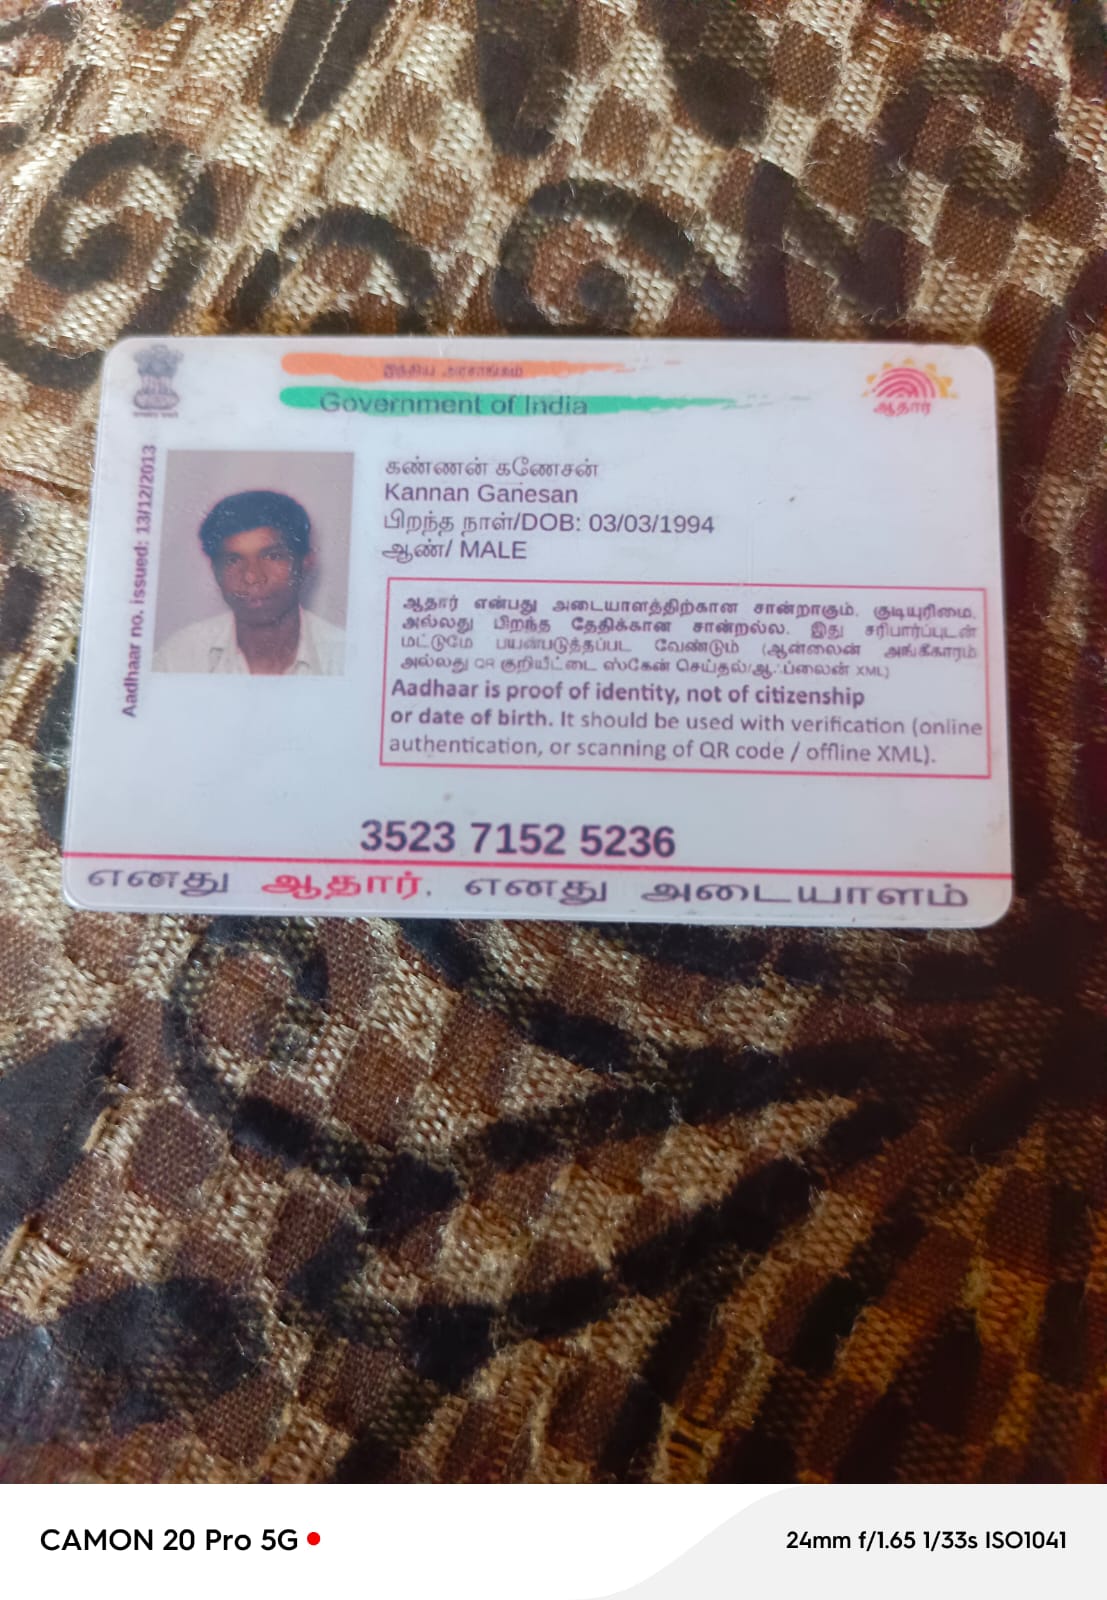 இந்திய அரசாங்கம்
Government of India
ஆதார்
Aadhaar no. issued: 13/12/2013
கண்ணன் கணேசன்
Kannan Ganesan
பிறந்த நாள்/DOB: 03/03/1994
ஆண்/ MALE
ஆதார் என்பது அடையாளத்திற்கான சான்றாகும், குடியுரிமை,
அல்லது பிறந்த தேதிக்கான சான்றல்ல. இது சரிபார்ப்புடன்
மட்டுமே பயன்படுத்தப்பட வேண்டும் (ஆன்லைன் அங்கீகாரம்
அல்லது QR குறியீட்டை ஸ்கேன் செய்தல்/ஆஃப்லைன் XML)
Aadhaar is proof of identity, not of citizenship
or date of birth. It should be used with verification (online
authentication, or scanning of QR code / offline XML).
3523 7152 5236
எனது ஆதார், எனது அடையாளம்
CAMON 20 Pro 5G
24mm f/1.65 1/33s ISO1041